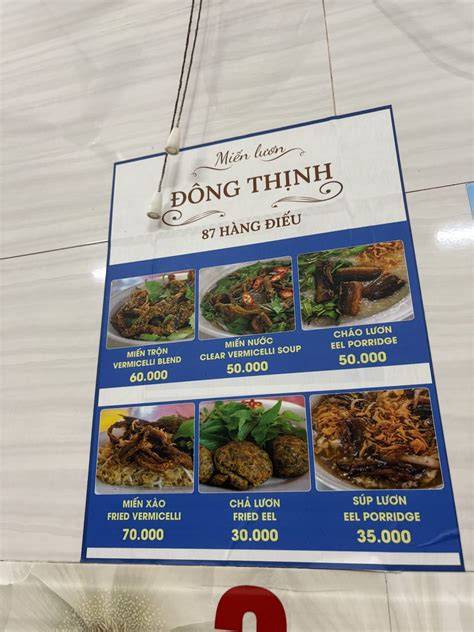 Miến lươn
ĐÔNG THỊNH
87 HÀNG ĐIẾU
MIẾN TRỘN
VERMICELLI BLEND
60.000
MIẾN NƯỚC
CLEAR VERMICELLI SOUP
50.000
CHÁO LƯƠN
EEL PORRIDGE
50.000
MIẾN XÀO
FRIED VERMICELLI
70.000
CHẢ LƯƠN
FRIED EEL
30.000
SÚP LƯƠN
EEL PORRIDGE
35.000